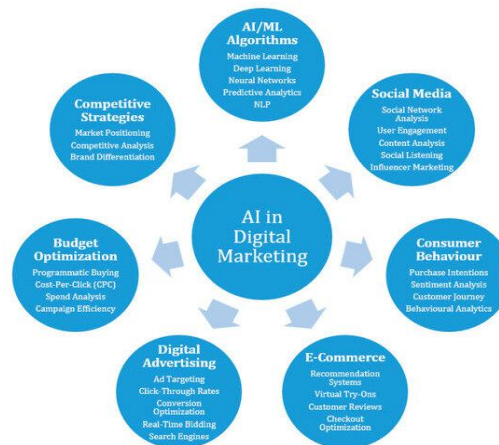 AI/ML
Algorithms
Machine Learning
Deep Learning
Neural Networks
Predictive Analytics
NLP
Social Media
Social Network
Analysis
User Engagement
Content Analysis
Social Listening
Influencer Marketing
Consumer
Behaviour
Purchase Intentions
Sentiment Analysis
Customer Journey
Behavioural Analytics
E-Commerce
Recommendation
Systems
Virtual Try-Ons
Customer Reviews
Checkout
Optimization
Digital
Advertising
Ad Targeting
Click-Through Rates
Conversion
Optimization
Real-Time Bidding
Search Engines
Budget
Optimization
Programmatic Buying
Cost-Per-Click (CPC)
Spend Analysis
Campaign Efficiency
Competitive
Strategies
Market Positioning
Competitive Analysis
Brand Differentiation
AI in
Digital
Marketing